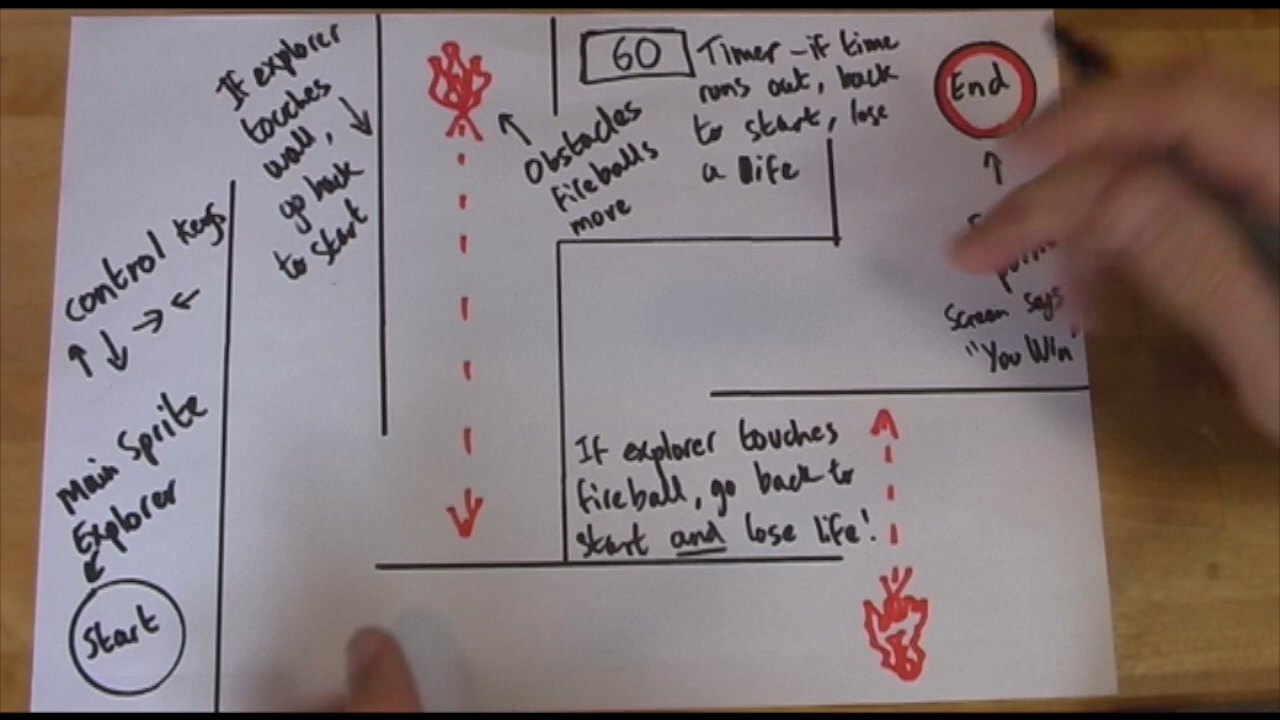 If explorer
touches
wall,
go back
to start
control keys
Main Sprite
Explorer
Start
Obstacles
fireballs
move
60
Timer - if time
runs out, back
to start, lose
a life
End
Screen says
"You Win"
If explorer touches
fireball, go back to
start and lose life!